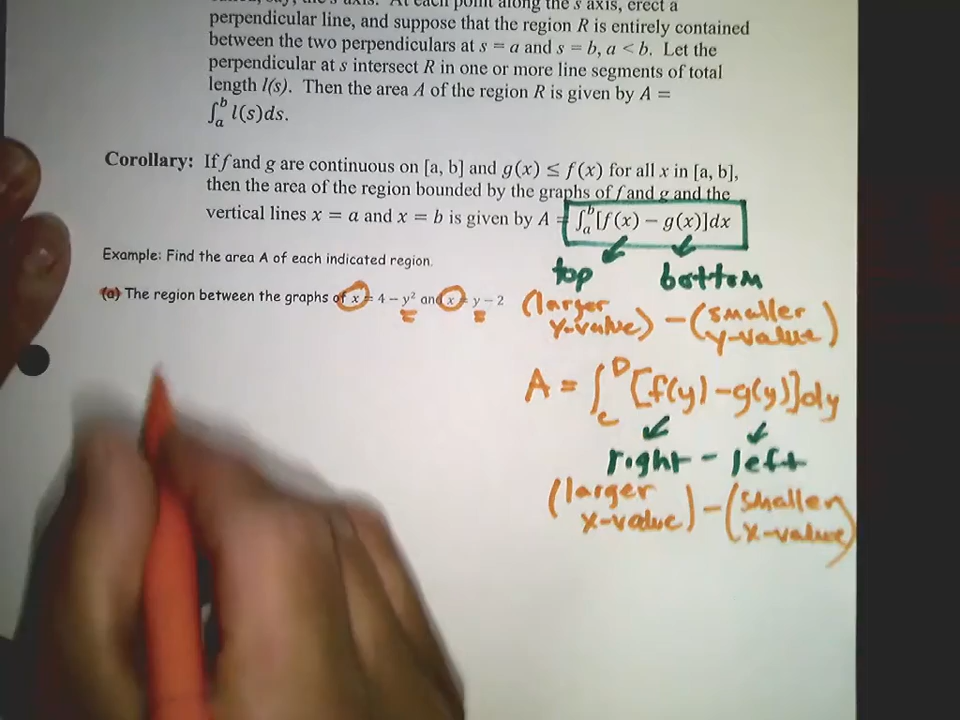 perpendicular line, and suppose that the region R is entirely contained
between the two perpendiculars at s = a and s = b, a < b. Let the
perpendicular at s intersect R in one or more line segments of total
length l(s). Then the area A of the region R is given by A =
∫_a^b l(s)ds.
Corollary: If f and g are continuous on [a, b] and g(x) ≤ f(x) for all x in [a, b],
then the area of the region bounded by the graphs of f and g and the
vertical lines x = a and x = b is given by A = ∫_a^b [f(x) − g(x)]dx
Example: Find the area A of each indicated region.
top bottom
(a) The region between the graphs of x = 4 − y² and x = y − 2
(larger y-value) - (smaller y-value)
A = ∫_c^D [f(y) - g(y)]dy
right - left
(larger x-value) - (smaller x-value)